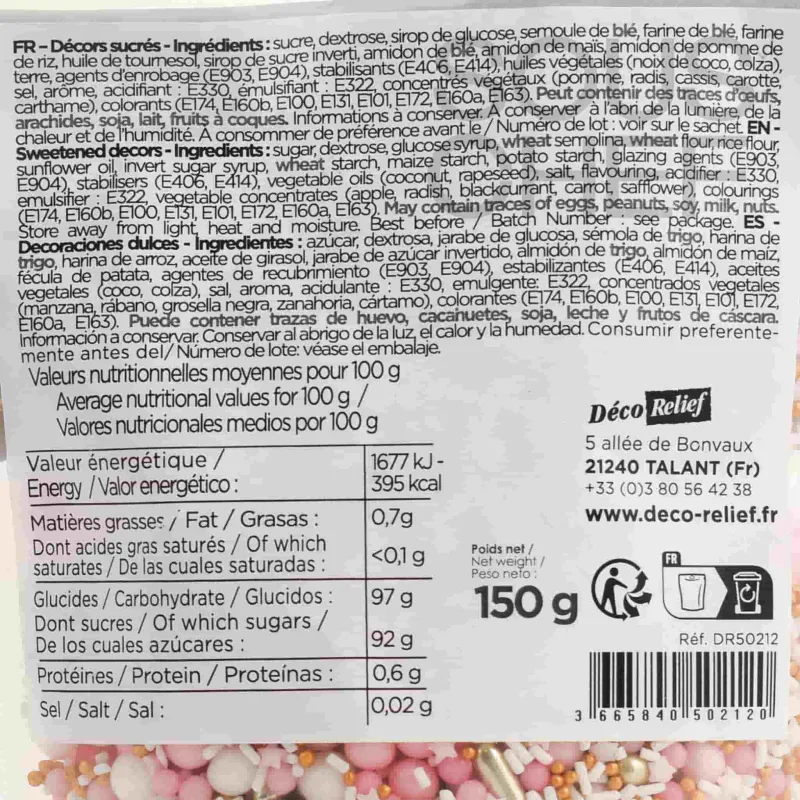 FR – Décors sucrés - Ingrédients : sucre, dextrose, sirop de glucose, semoule de blé, farine de blé, farine
de riz, huile de tournesol, sirop de sucre inverti, amidon de blé, amidon de maïs, amidon de pomme de
terre, agents d'enrobage (E903, E904), stabilisants (E406, E414), huiles végétales (noix de coco, colza),
sel, arôme, acidifiant : E330, émulsifiant : E322, concentrés végétaux (pomme, radis, cassis, carotte,
carthame), colorants (E174, E160b, E100, E131, E101, E172, E160a, E163). Peut contenir des traces d'œufs,
arachides, soja, lait, fruits à coques. Informations à conserver. A conserver à l'abri de la lumière, de la
chaleur et de l'humidité. A consommer de préférence avant le / Numéro de lot : voir sur le sachet. EN -
Sweetened decors - Ingredients : sugar, dextrose, glucose syrup, wheat semolina, wheat flour, rice flour,
sunflower oil, invert sugar syrup, wheat starch, maize starch, potato starch, glazing agents (E903,
E904), stabilisers (E406, E414), vegetable oils (coconut, rapeseed), salt, flavouring, acidifier : E330,
emulsifier : E322, vegetable concentrates (apple, radish, blackcurrant, carrot, safflower), colourings
(E174, E160b, E100, E131, E101, E172, E160a, E163). May contain traces of eggs, peanuts, soy, milk, nuts.
Store away from light, heat and moisture. Best before / Batch Number : see package. ES -
Decoraciones dulces - Ingredientes : azúcar, dextrosa, jarabe de glucosa, sémola de trigo, harina de
trigo, harina de arroz, aceite de girasol, jarabe de azúcar invertido, almidón de trigo, almidón de maíz,
fécula de patata, agentes de recubrimiento (E903, E904), estabilizantes (E406, E414), aceites
vegetales (coco, colza), sal, aroma, acidulante : E330, emulgente: E322, concentrados vegetales
(manzana, rábano, grosella negra, zanahoria, cártamo), colorantes (E174, E160b, E100, E131, E101, E172,
E160a, E163). Puede contener trazas de huevo, cacahuetes, soja, leche y frutos de cáscara.
Información a conservar. Conservar al abrigo de la luz, el calor y la humedad. Consumir preferente-
mente antes del/ Número de lote: véase el embalaje.
Valeurs nutritionnelles moyennes pour 100 g
Average nutritional values for 100 g /
Valores nutricionales medios por 100 g
Valeur énergétique / 1677 kJ -
Energy / Valor energético : 395 kcal
Matières grasses / Fat / Grasas : 0,7g
Dont acides gras saturés / Of which
saturates / De las cuales saturadas : <0,1 g
Glucides / Carbohydrate / Glucidos : 97 g
Dont sucres / Of which sugars /
De los cuales azúcares : 92 g
Protéines / Protein / Proteínas : 0,6 g
Sel / Salt / Sal : 0,02 g
Déco Relief
5 allée de Bonvaux
21240 TALANT (Fr)
+33 (0)3 80 56 42 38
www.deco-relief.fr
Poids net /
Net weight /
Peso neto :
150 g
FR
Réf. DR50212
3 665840 502120